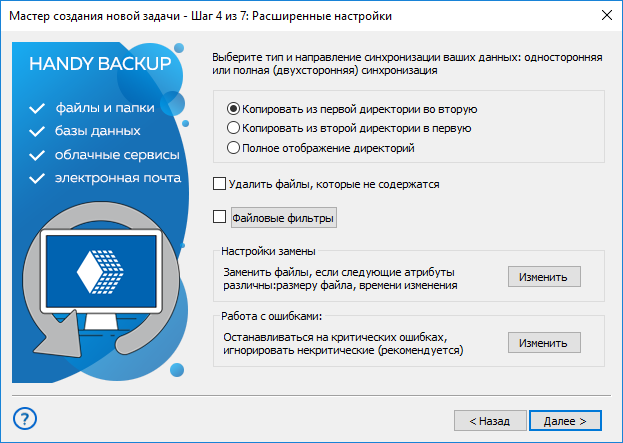 Мастер создания новой задачи - Шаг 4 из 7: Расширенные настройки
HANDY BACKUP
файлы и папки
базы данных
облачные сервисы
электронная почта
Выберите тип и направление синхронизации ваших данных: односторонняя
или полная (двухсторонняя) синхронизация
Копировать из первой директории во вторую
Копировать из второй директории в первую
Полное отображение директорий
Удалить файлы, которые не содержатся
Файловые фильтры
Настройки замены
Заменить файлы, если следующие атрибуты
различны:размеру файла, времени изменения
Изменить
Работа с ошибками:
Останавливаться на критических ошибках,
игнорировать некритические (рекомендуется)
Изменить
?
< Назад
Далее >